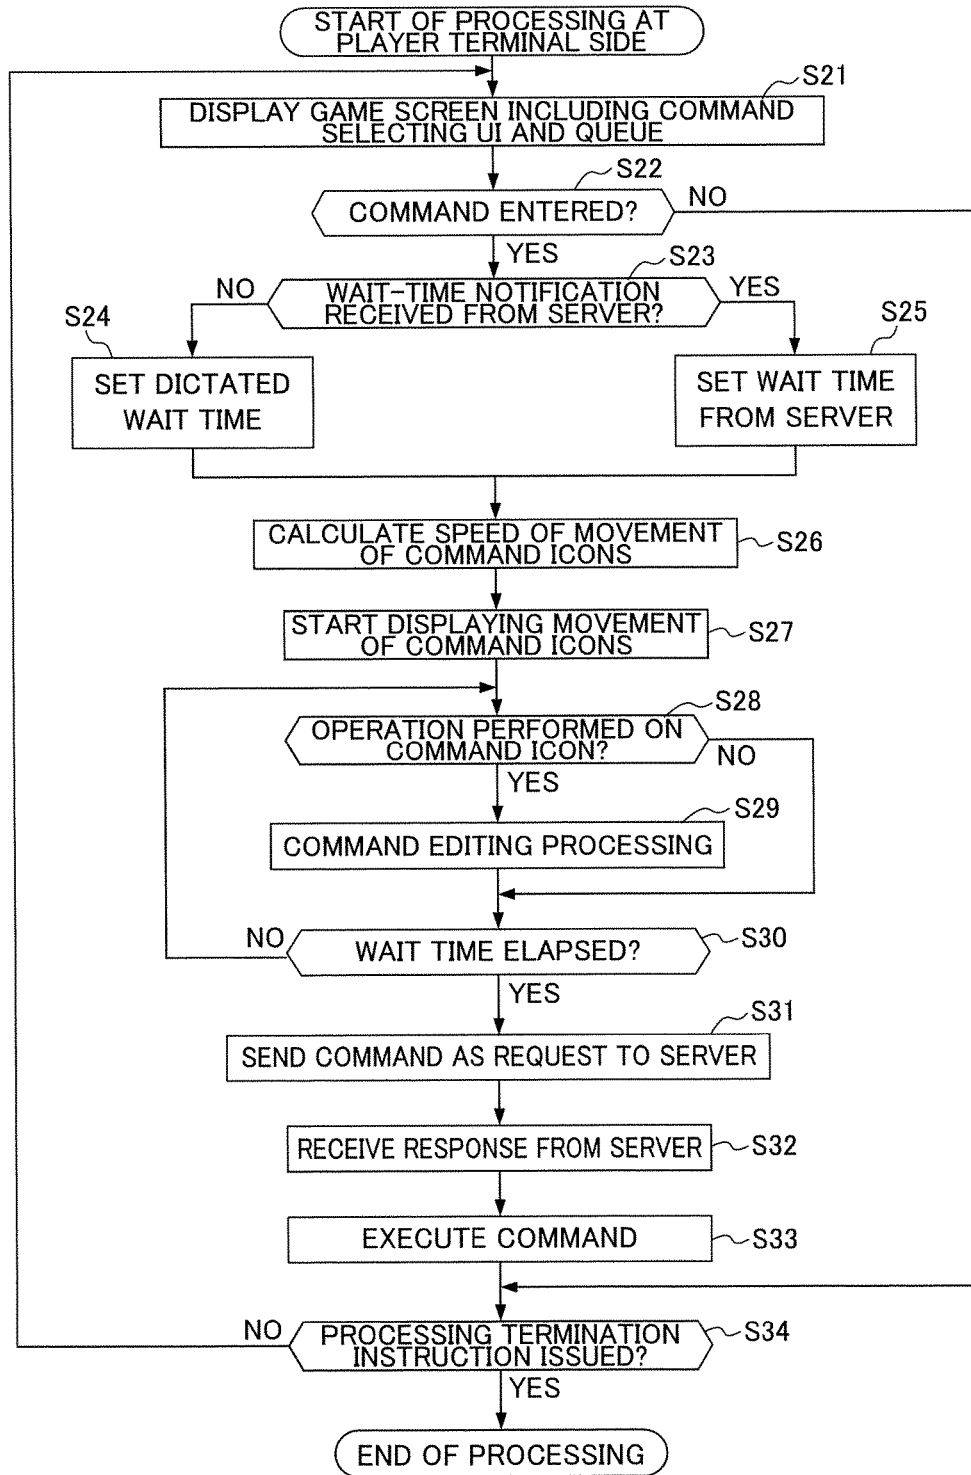 START OF PROCESSING AT
PLAYER TERMINAL SIDE
S21
DISPLAY GAME SCREEN INCLUDING COMMAND
SELECTING UI AND QUEUE
S22
COMMAND ENTERED?
NO
YES
S23
NO
WAIT-TIME NOTIFICATION
RECEIVED FROM SERVER?
YES
S24
SET DICTATED
WAIT TIME
S25
SET WAIT TIME
FROM SERVER
CALCULATE SPEED OF MOVEMENT
OF COMMAND ICONS
S26
START DISPLAYING MOVEMENT
OF COMMAND ICONS
S27
S28
OPERATION PERFORMED ON
COMMAND ICON?
NO
YES
S29
COMMAND EDITING PROCESSING
NO
WAIT TIME ELAPSED?
S30
YES
S31
SEND COMMAND AS REQUEST TO SERVER
RECEIVE RESPONSE FROM SERVER
S32
EXECUTE COMMAND
S33
NO
PROCESSING TERMINATION
INSTRUCTION ISSUED?
S34
YES
END OF PROCESSING